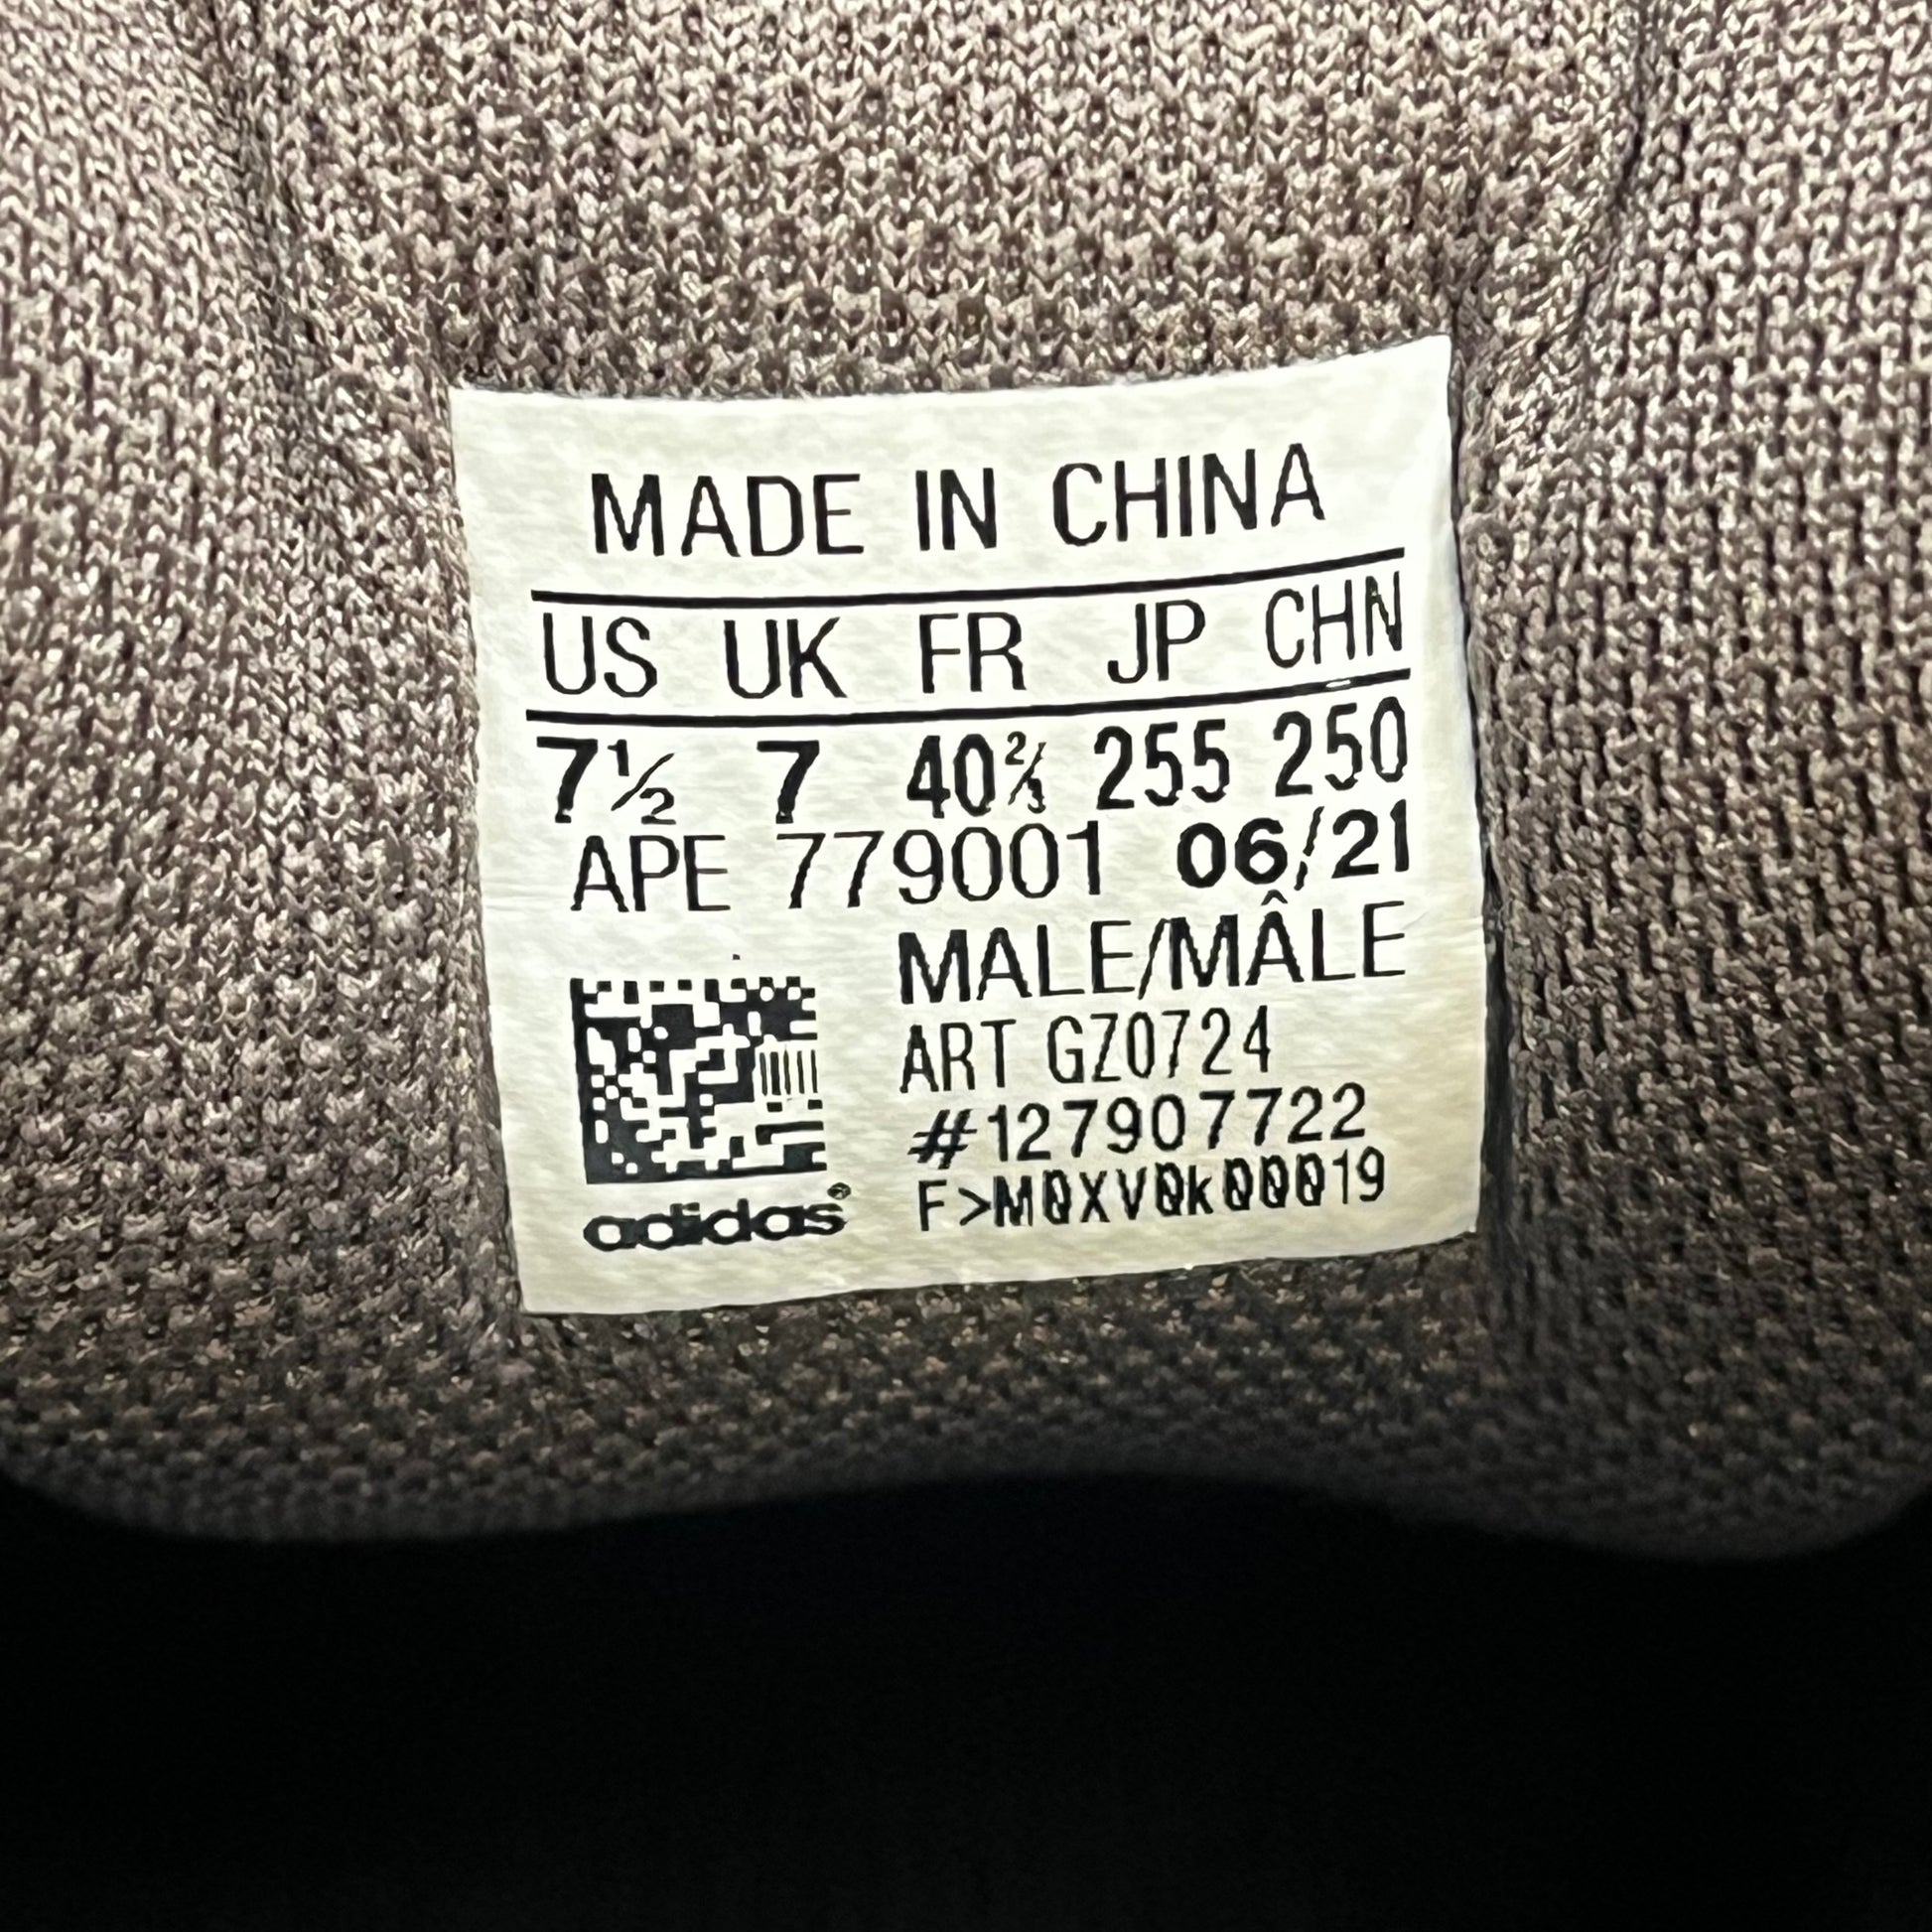 MADE IN CHINA
US UK FR JP CHN
7½ 7 40⅔ 255 250
APE 779001 06/21
MALE/MÂLE
ART GZ0724
#127907722
F>M0XV0k00019
adidas®